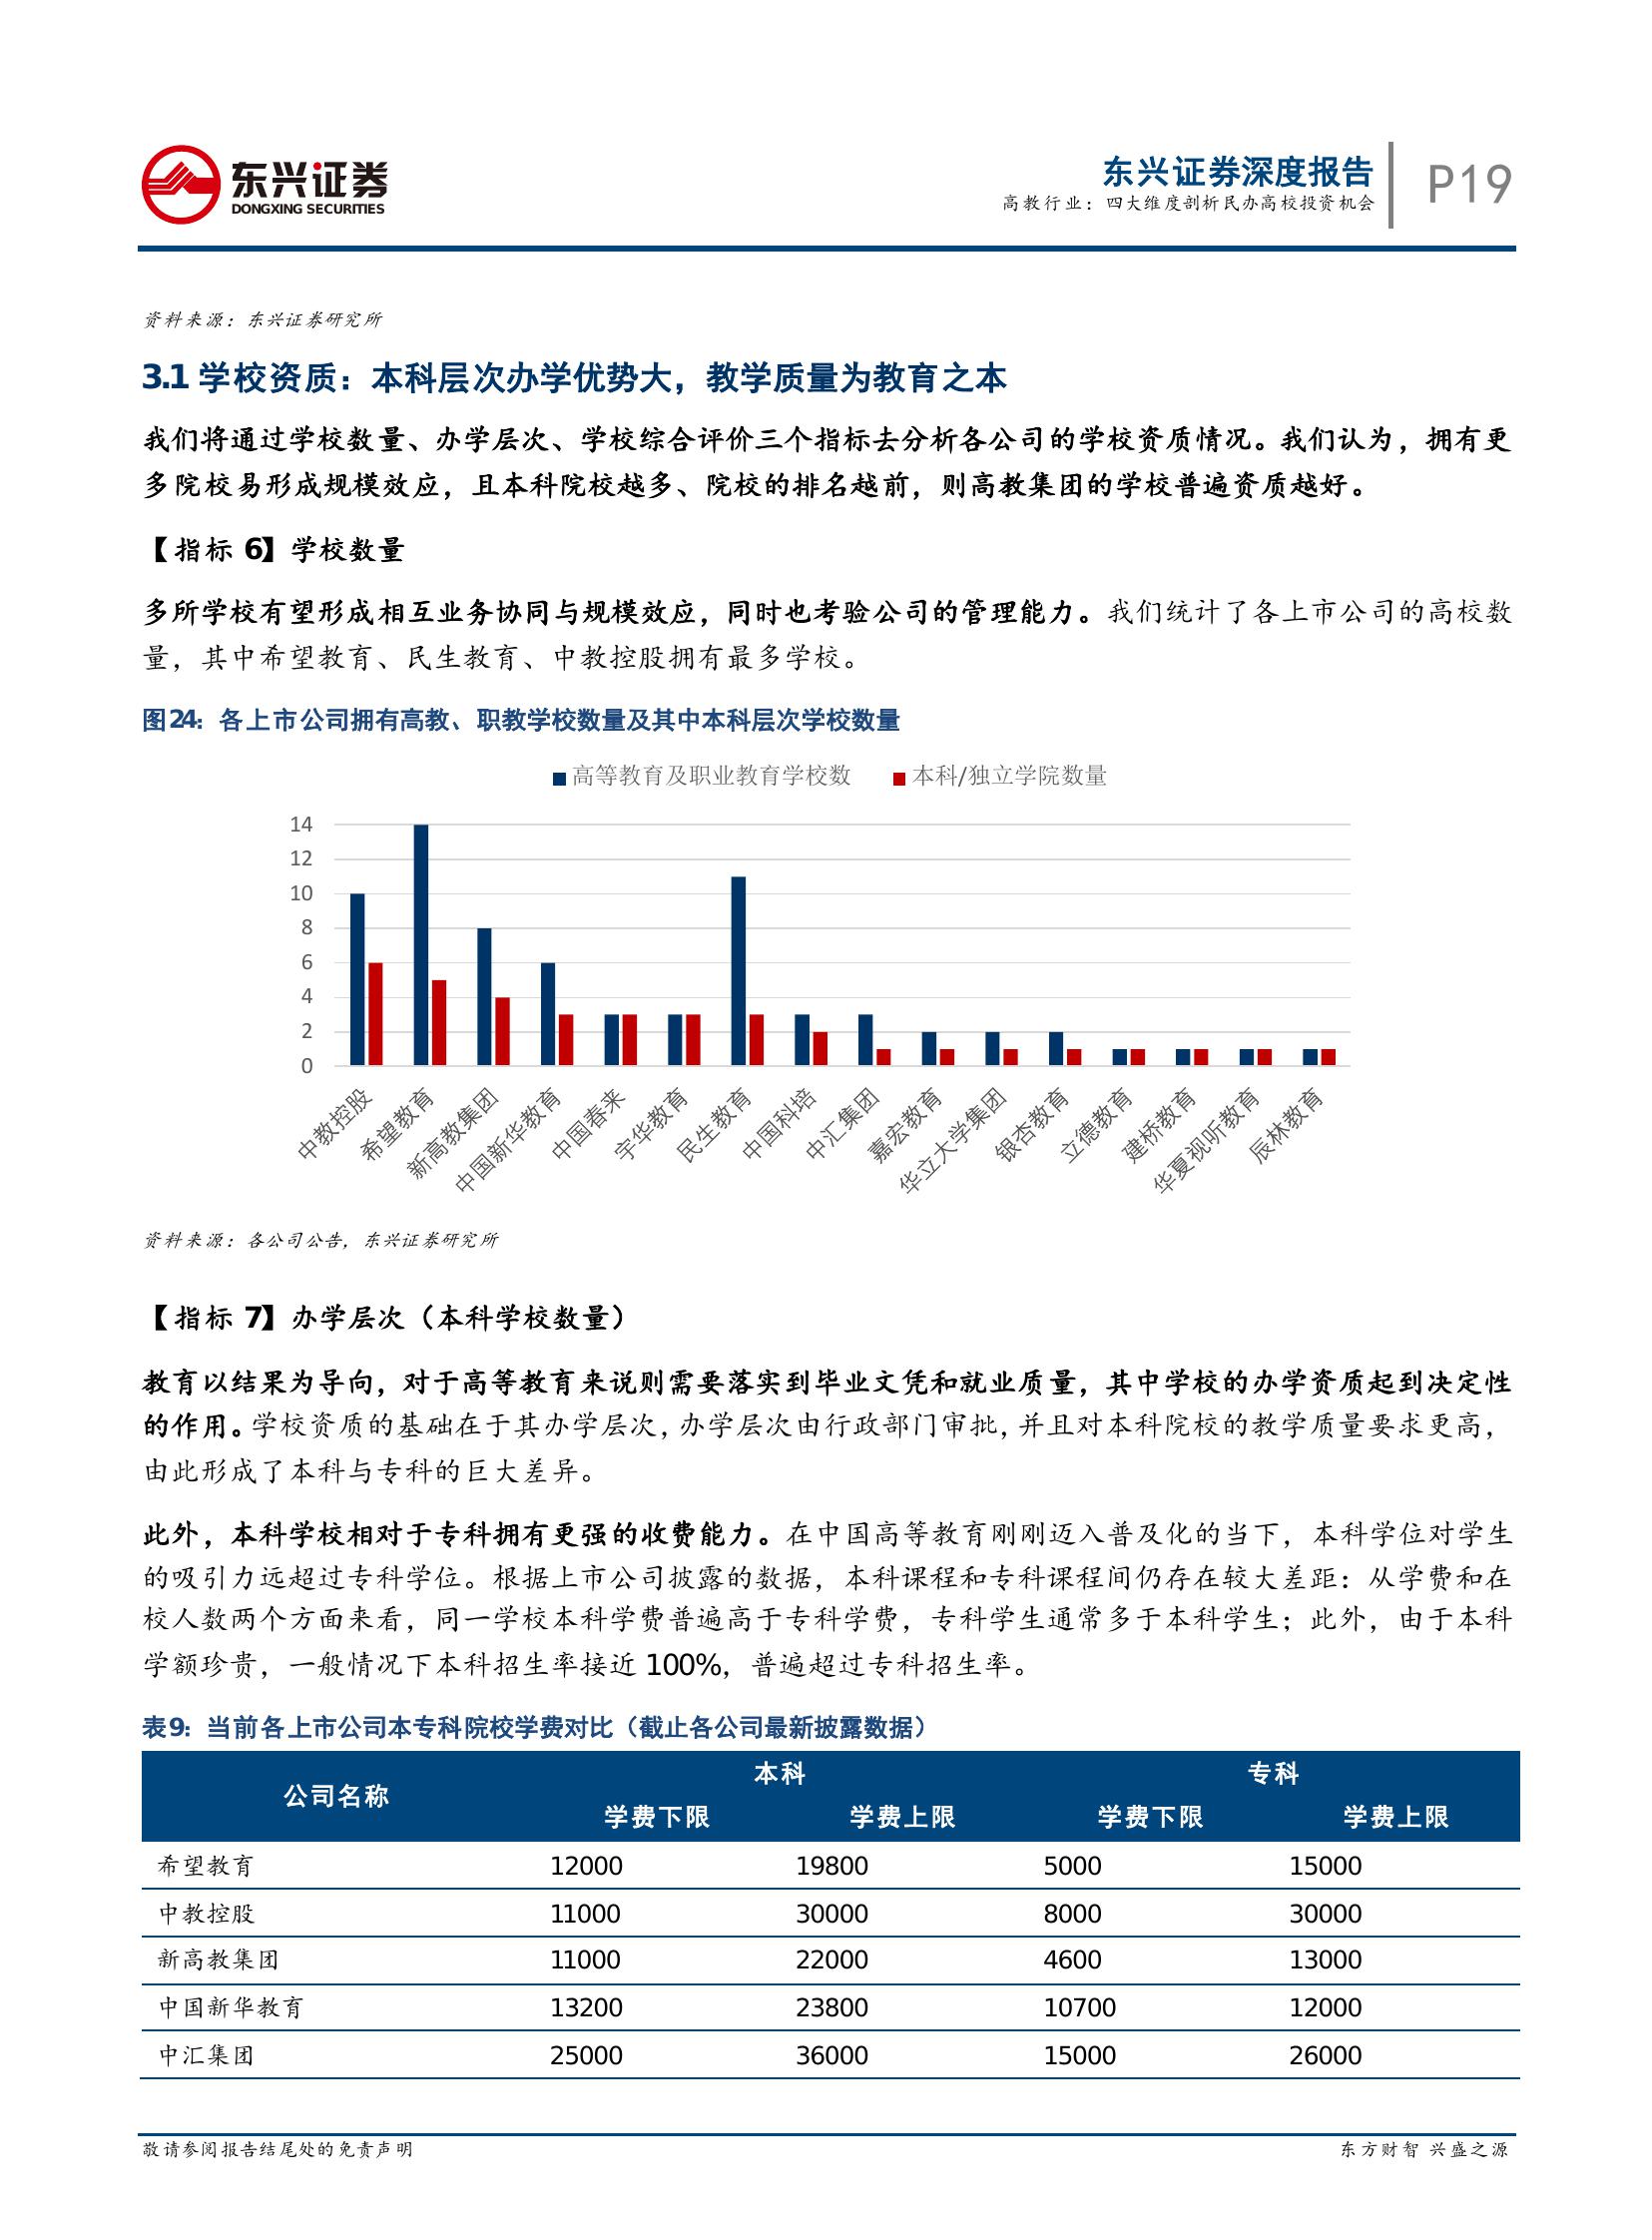 东兴证券
DONGXING SECURITIES
东兴证券深度报告
高教行业：四大维度剖析民办高校投资机会
P19
资料来源：东兴证券研究所
3.1 学校资质：本科层次办学优势大，教学质量为教育之本
我们将通过学校数量、办学层次、学校综合评价三个指标去分析各公司的学校资质情况。我们认为，拥有更
多院校易形成规模效应，且本科院校越多、院校的排名越前，则高教集团的学校普遍资质越好。
【指标 6】学校数量
多所学校有望形成相互业务协同与规模效应，同时也考验公司的管理能力。我们统计了各上市公司的高校数
量，其中希望教育、民生教育、中教控股拥有最多学校。
图24：各上市公司拥有高教、职教学校数量及其中本科层次学校数量
高等教育及职业教育学校数 本科/独立学院数量
14
12
10
8
6
4
2
0
中教控股 希望教育 新高教集团 中国新华教育 中国春来 宇华教育 民生教育 中国科培 中汇集团 嘉宏教育 华立大学集团 银杏教育 立德教育 建桥教育 华夏视听教育 辰林教育
资料来源：各公司公告，东兴证券研究所
【指标 7】办学层次（本科学校数量）
教育以结果为导向，对于高等教育来说则需要落实到毕业文凭和就业质量，其中学校的办学资质起到决定性
的作用。学校资质的基础在于其办学层次，办学层次由行政部门审批，并且对本科院校的教学质量要求更高，
由此形成了本科与专科的巨大差异。
此外，本科学校相对于专科拥有更强的收费能力。在中国高等教育刚刚迈入普及化的当下，本科学位对学生
的吸引力远超过专科学位。根据上市公司披露的数据，本科课程和专科课程间仍存在较大差距：从学费和在
校人数两个方面来看，同一学校本科学费普遍高于专科学费，专科学生通常多于本科学生；此外，由于本科
学额珍贵，一般情况下本科招生率接近 100%，普遍超过专科招生率。
表9：当前各上市公司本专科院校学费对比（截止各公司最新披露数据）
公司名称 本科 专科
学费下限 学费上限 学费下限 学费上限
希望教育 12000 19800 5000 15000
中教控股 11000 30000 8000 30000
新高教集团 11000 22000 4600 13000
中国新华教育 13200 23800 10700 12000
中汇集团 25000 36000 15000 26000
敬请参阅报告结尾处的免责声明
东方财智 兴盛之源